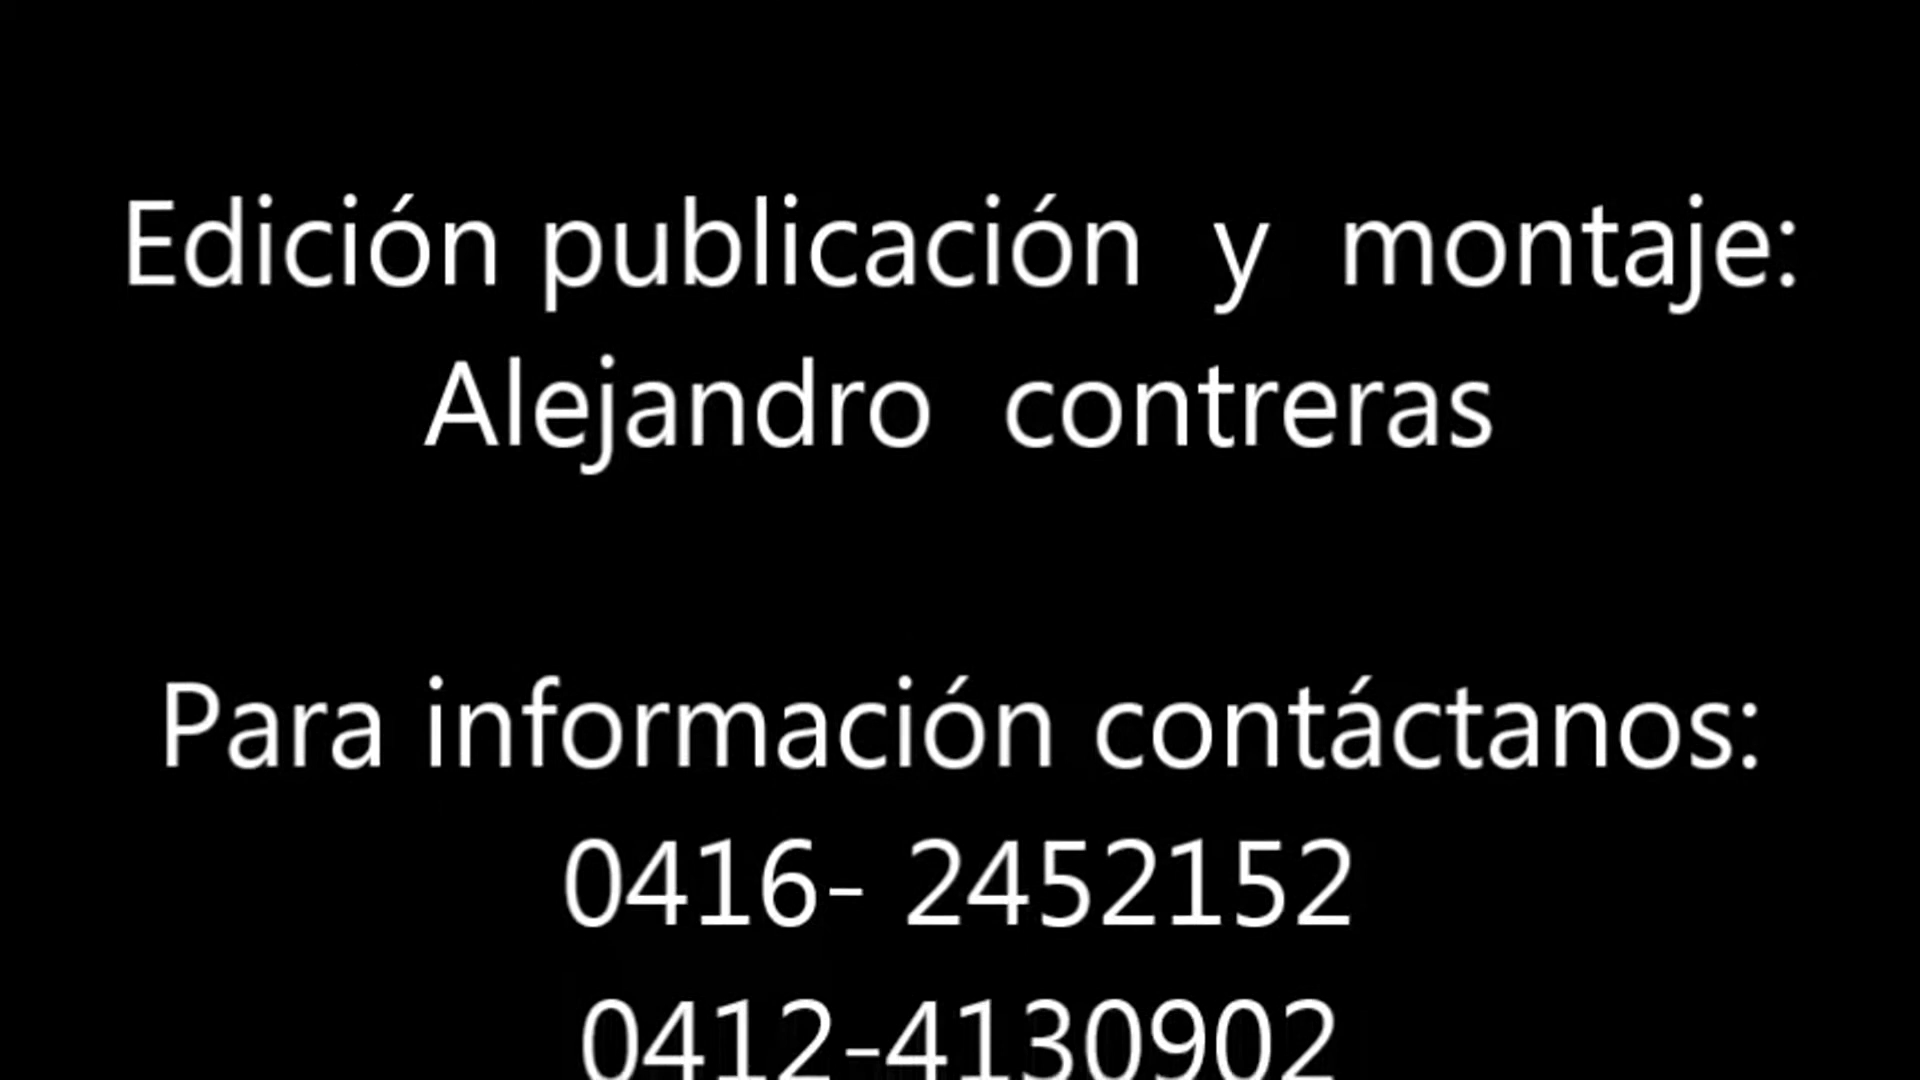 Edición publicación y montaje:
Alejandro contreras
Para información contáctanos:
0416- 2452152
0412-4130902